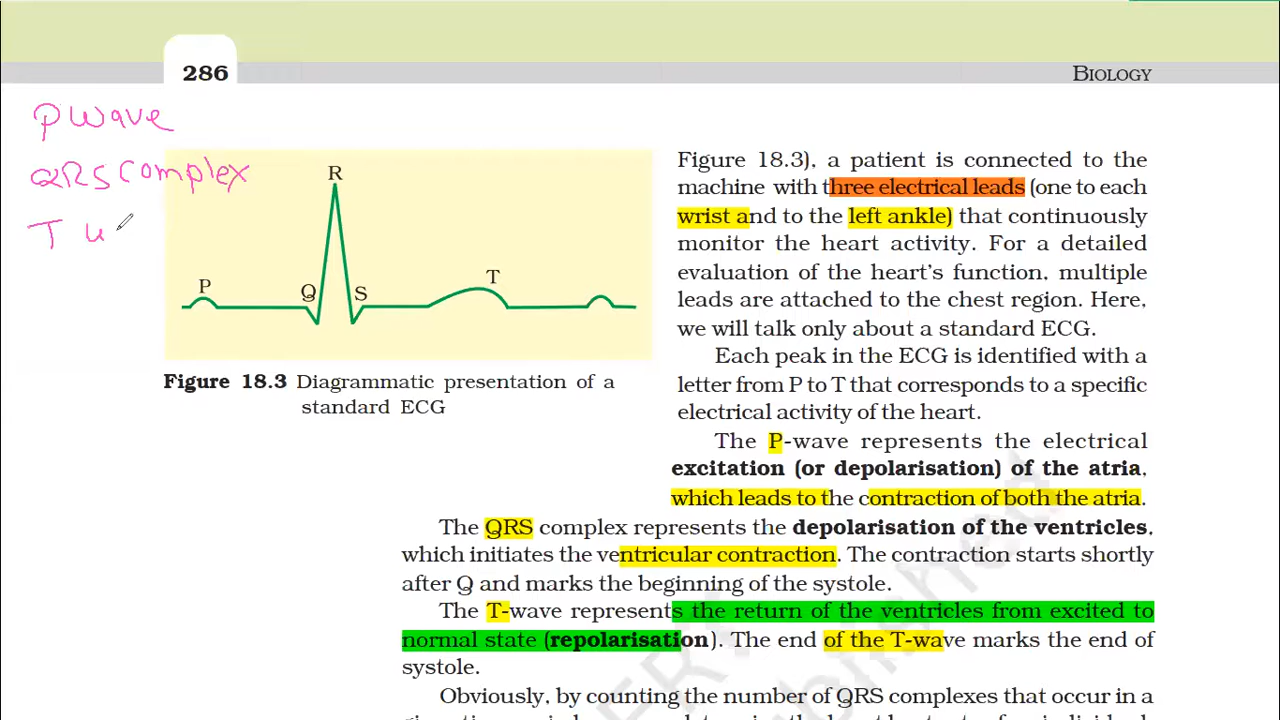 286
BIOLOGY
P Wave
QRS Complex
T
R
P
Q
S
T
Figure 18.3 Diagrammatic presentation of a
standard ECG
Figure 18.3), a patient is connected to the
machine with three electrical leads (one to each
wrist and to the left ankle) that continuously
monitor the heart activity. For a detailed
evaluation of the heart's function, multiple
leads are attached to the chest region. Here,
we will talk only about a standard ECG.
Each peak in the ECG is identified with a
letter from P to T that corresponds to a specific
electrical activity of the heart.
The P-wave represents the electrical
excitation (or depolarisation) of the atria,
which leads to the contraction of both the atria.
The QRS complex represents the depolarisation of the ventricles,
which initiates the ventricular contraction. The contraction starts shortly
after Q and marks the beginning of the systole.
The T-wave represents the return of the ventricles from excited to
normal state (repolarisation). The end of the T-wave marks the end of
systole.
Obviously, by counting the number of QRS complexes that occur in a